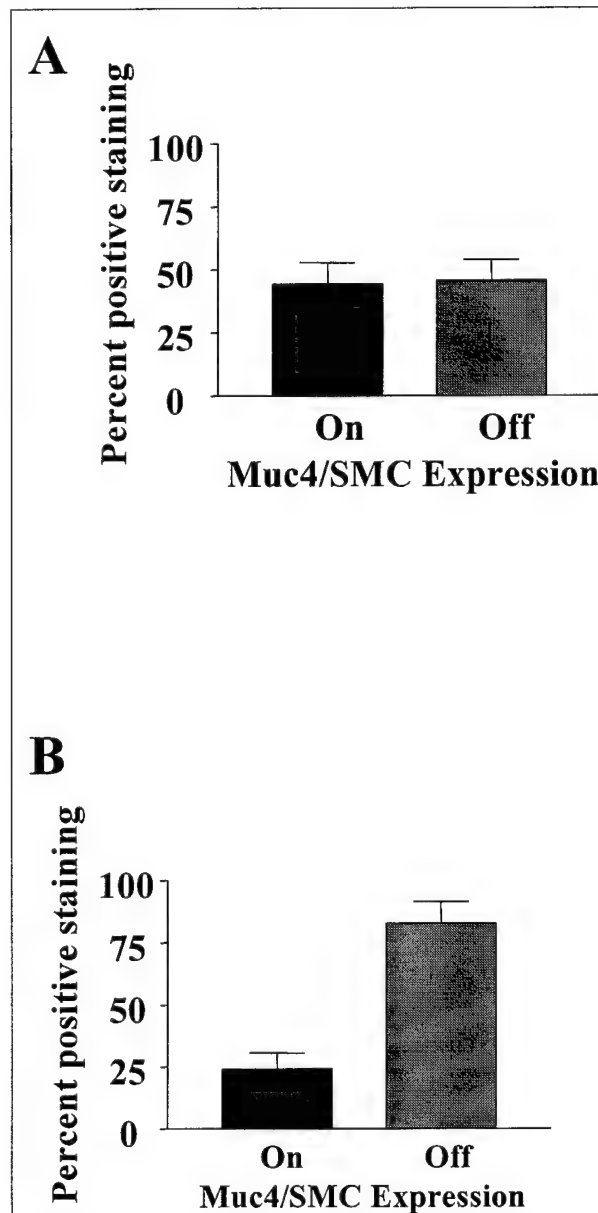 A
Percent positive staining
100
75
50
25
0
On Off
Muc4/SMC Expression
B
Percent positive staining
100
75
50
25
0
On Off
Muc4/SMC Expression